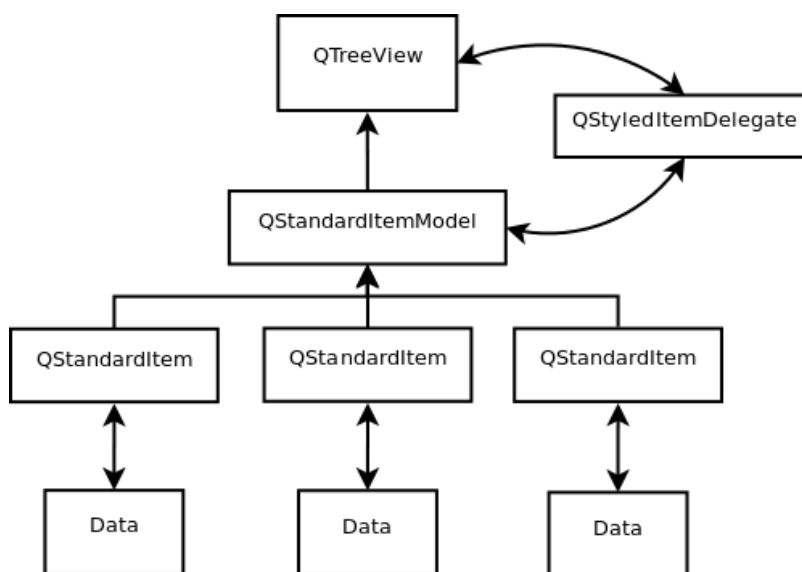 QTreeView
QStyledItemDelegate
QStandardItemModel
QStandardItem
QStandardItem
QStandardItem
Data
Data
Data